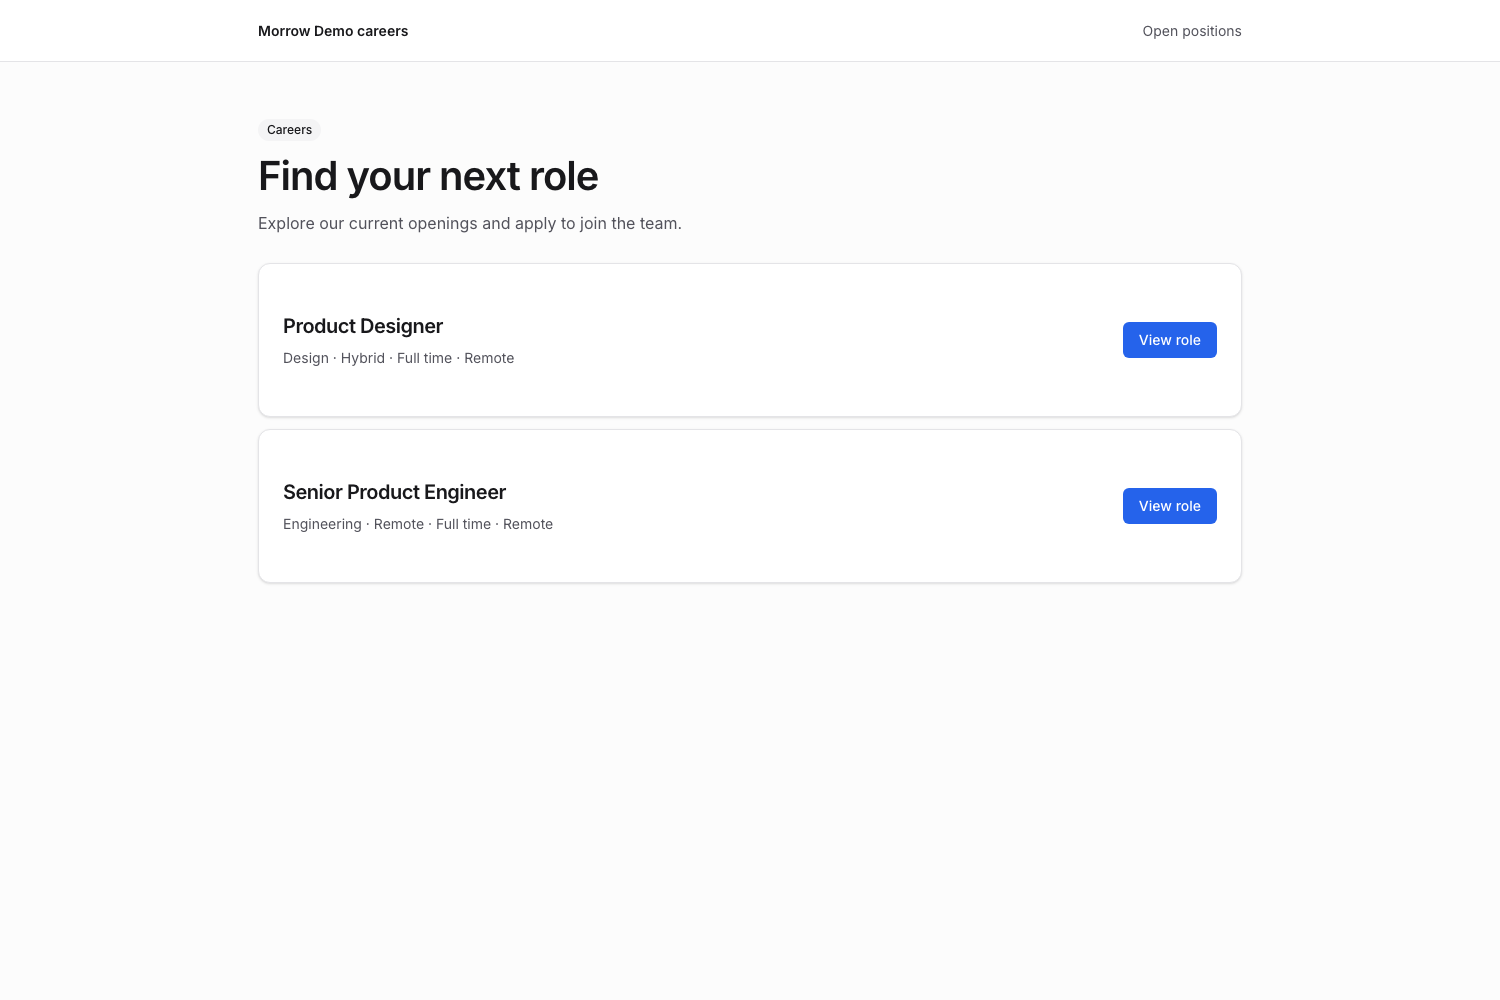 Morrow Demo careers
Open positions
Careers
Find your next role
Explore our current openings and apply to join the team.
Product Designer
Design · Hybrid · Full time · Remote
View role
Senior Product Engineer
Engineering · Remote · Full time · Remote
View role